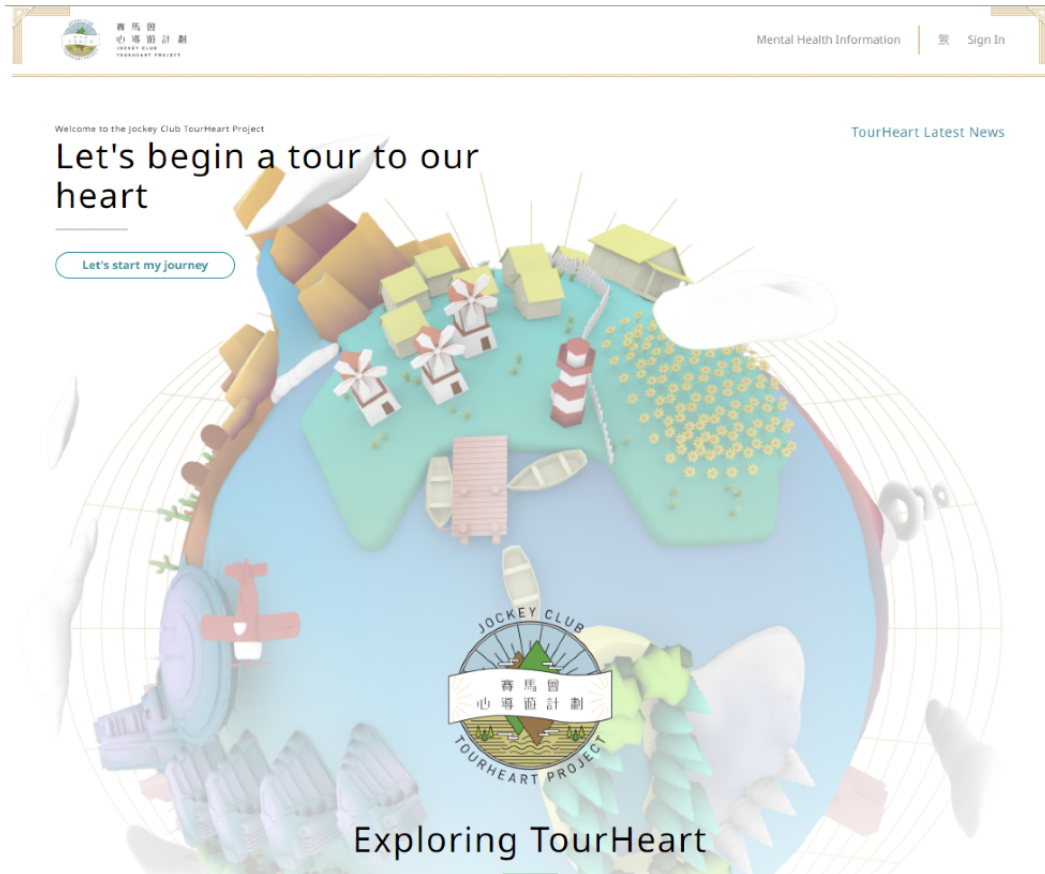 賽馬會
心導遊計劃
JOCKEY CLUB
TOURHEART PROJECT
Mental Health Information
繁
Sign In
Welcome to the Jockey Club TourHeart Project
Let's begin a tour to our
heart
Let's start my journey
TourHeart Latest News
JOCKEY CLUB
賽馬會
心導遊計劃
TOURHEART PROJECT
Exploring TourHeart